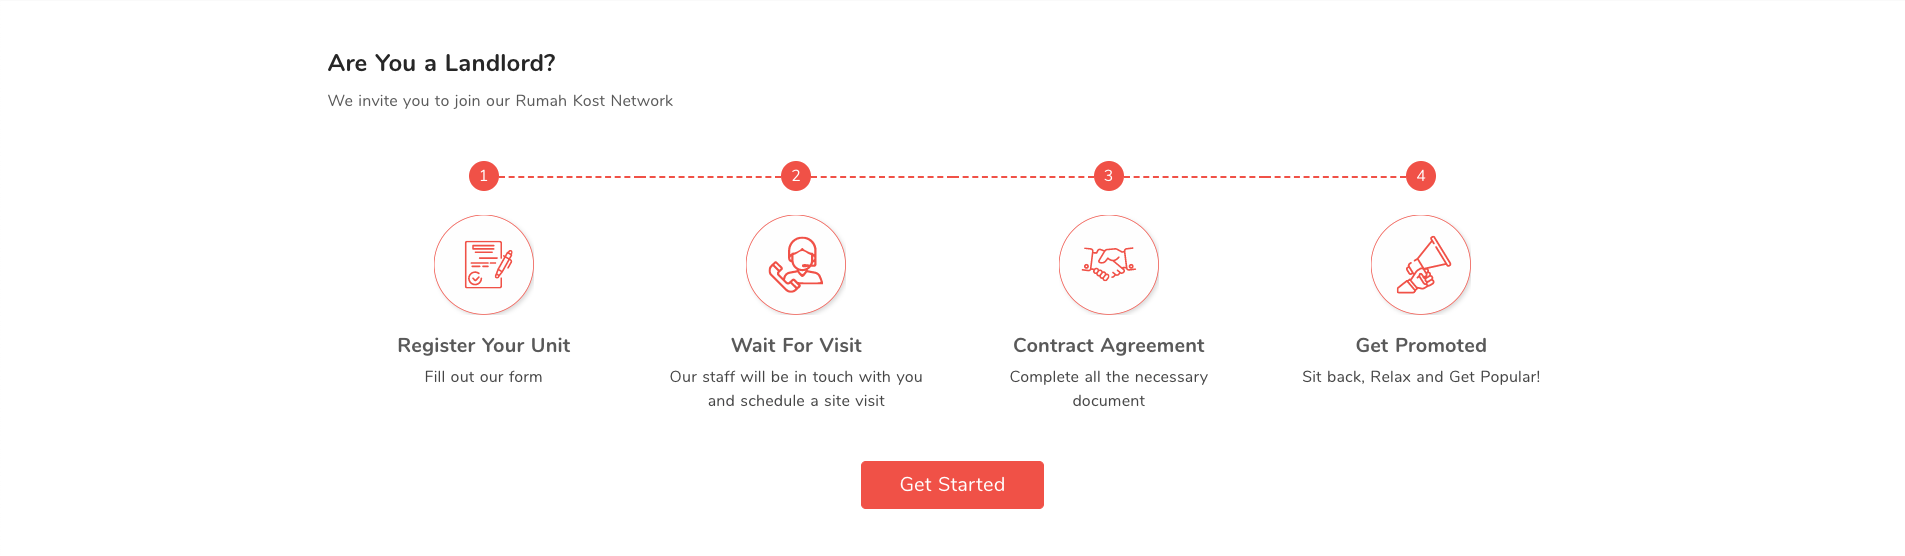 Are You a Landlord?
We invite you to join our Rumah Kost Network
1
2
3
4
Register Your Unit
Fill out our form
Wait For Visit
Our staff will be in touch with you
and schedule a site visit
Contract Agreement
Complete all the necessary
document
Get Promoted
Sit back, Relax and Get Popular!
Get Started